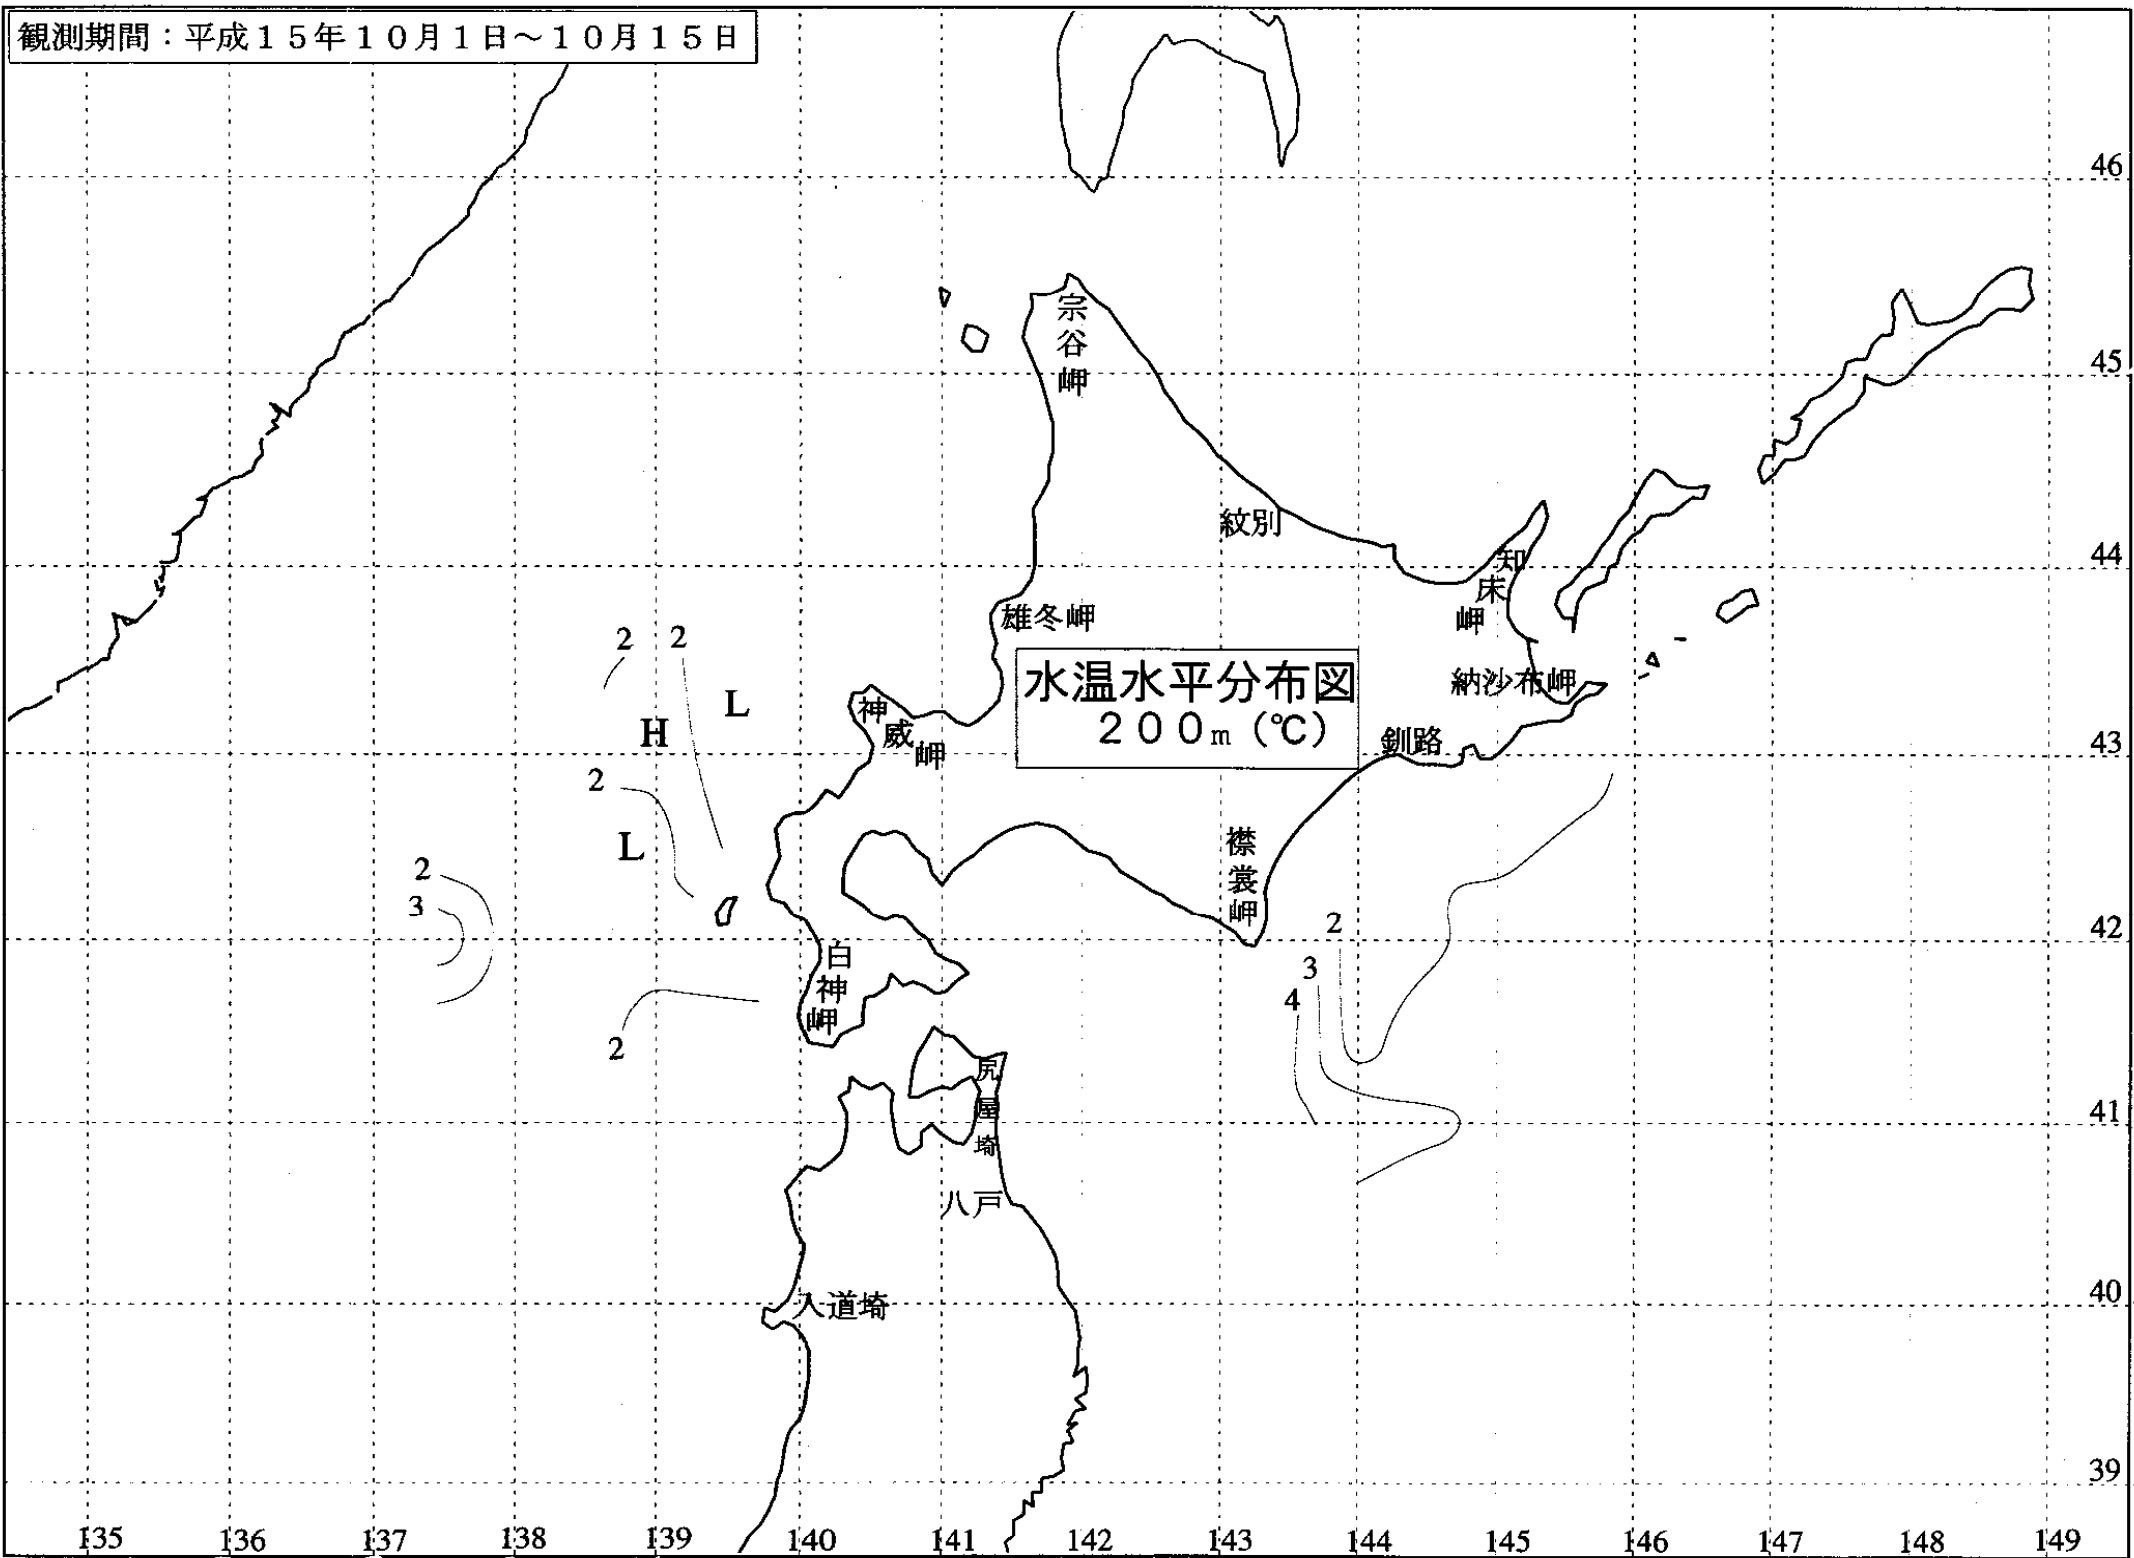 観測期間：平成１５年１０月１日～１０月１５日
46
宗谷岬
45
紋別
44
知床岬
雄冬岬
2
2
水温水平分布図
２００ｍ（℃）
L
H
神威岬
納沙布岬
釧路
43
2
L
襟裳岬
2
3
2
42
白神岬
3
4
2
尻屋埼
41
八戸
入道埼
40
39
135 136 137 138 139 140 141 142 143 144 145 146 147 148 149